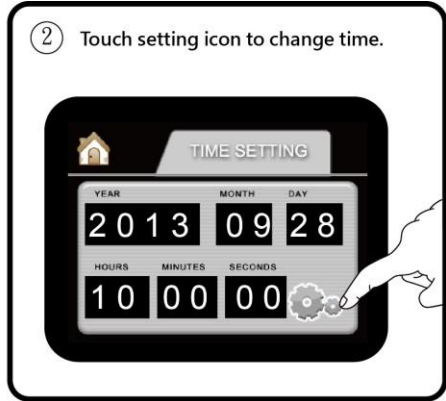 ② Touch setting icon to change time.
TIME SETTING
YEAR MONTH DAY
2013 09 28
HOURS MINUTES SECONDS
10 00 00